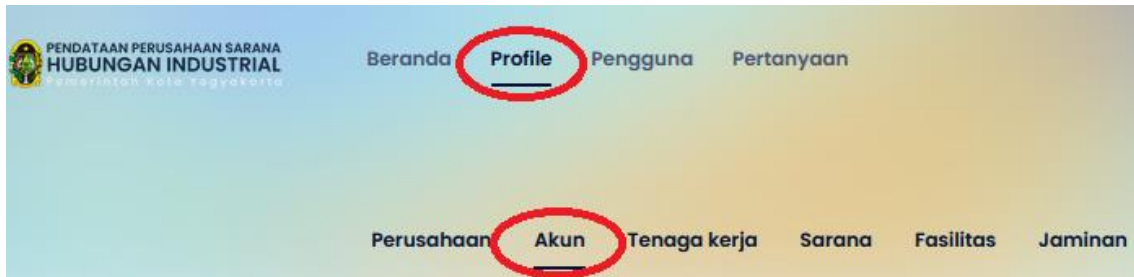 PENDATAAN PERUSAHAAN SARANA
HUBUNGAN INDUSTRIAL
Pemerintah Kota Yogyakarta
Beranda Profile Pengguna Pertanyaan
Perusahaan Akun Tenaga kerja Sarana Fasilitas Jaminan